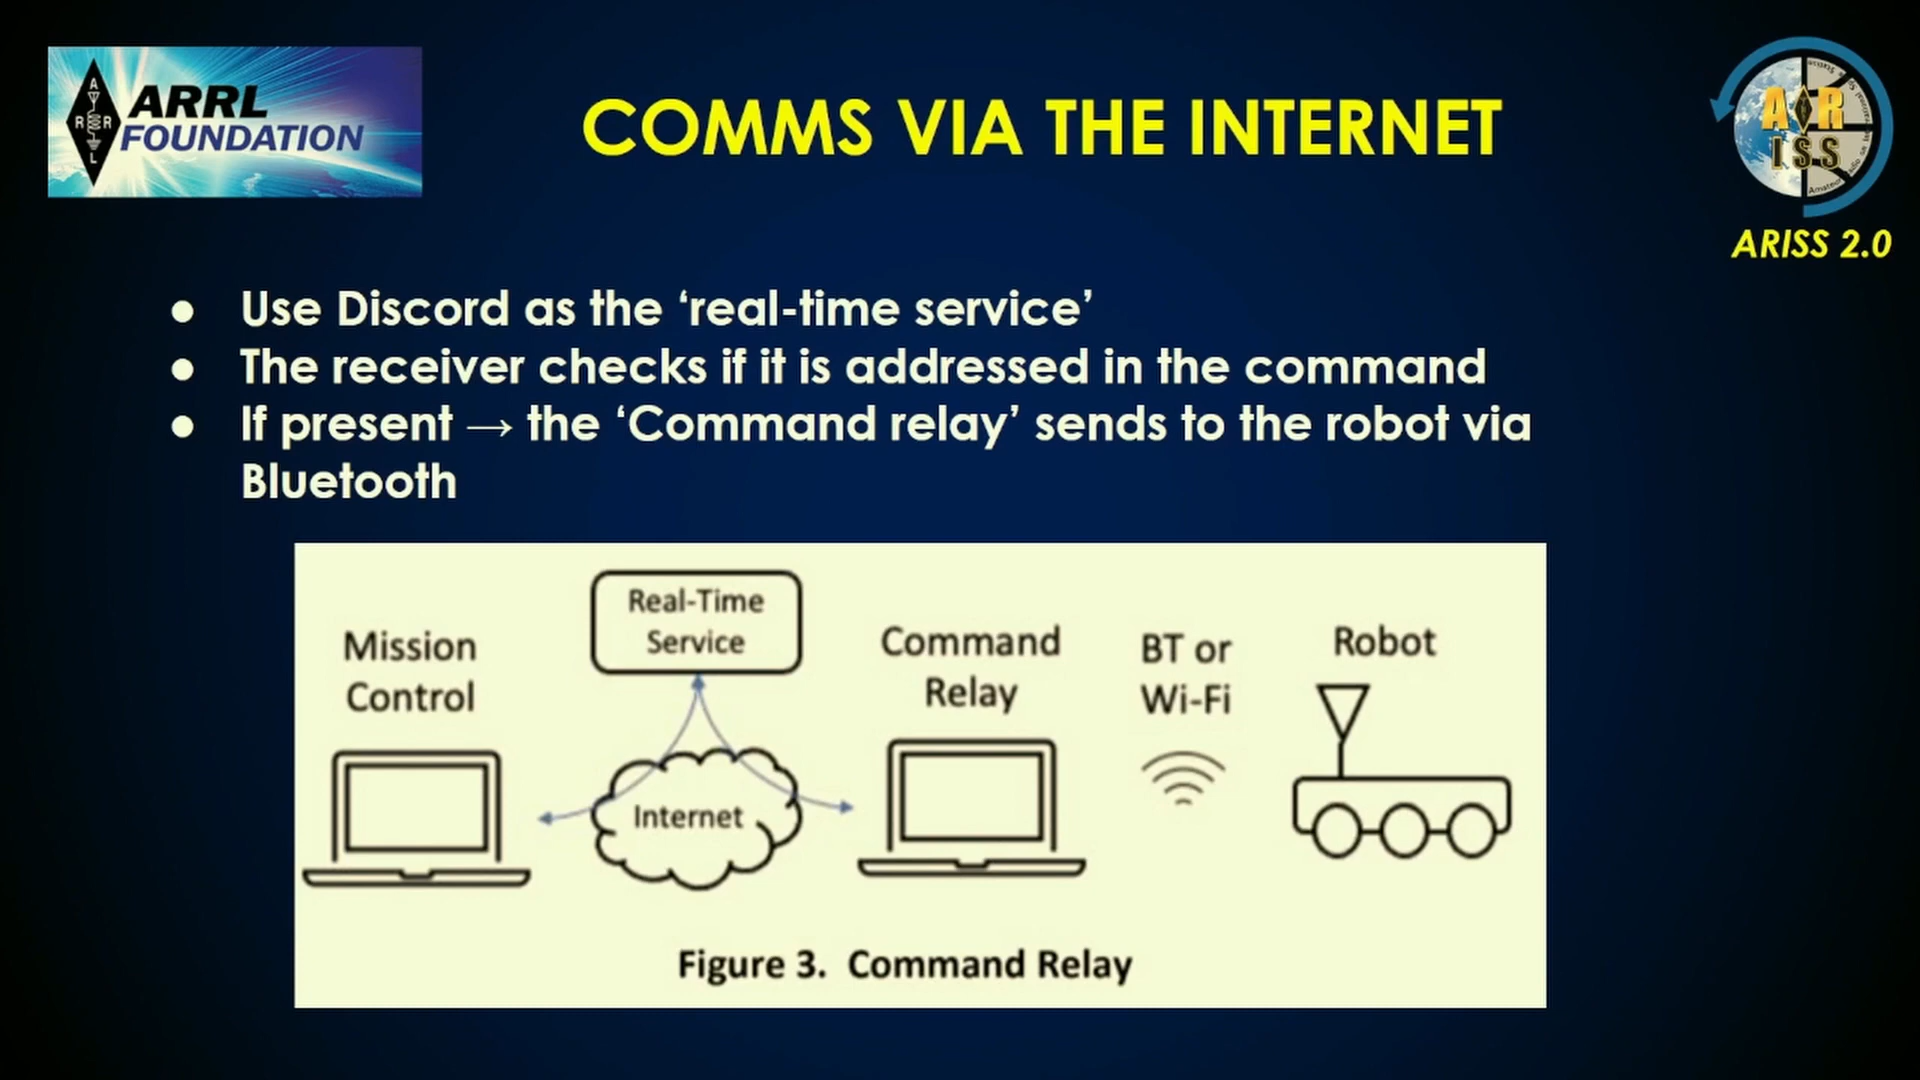 ARRL
FOUNDATION
A
R R
L
COMMS VIA THE INTERNET
A R
ISS
ARISS 2.0
● Use Discord as the ‘real-time service’
● The receiver checks if it is addressed in the command
● If present → the ‘Command relay’ sends to the robot via
Bluetooth
Mission
Control
Real-Time
Service
Internet
Command
Relay
BT or
Wi-Fi
Robot
Figure 3. Command Relay